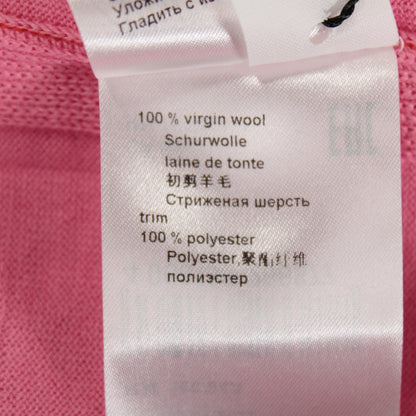 Улож
Гладить с и
100 % virgin wool
Schurwolle
laine de tonte
初剪羊毛
Стриженая шерсть
trim
100 % polyester
Polyester,聚酯纤维
полиэстер